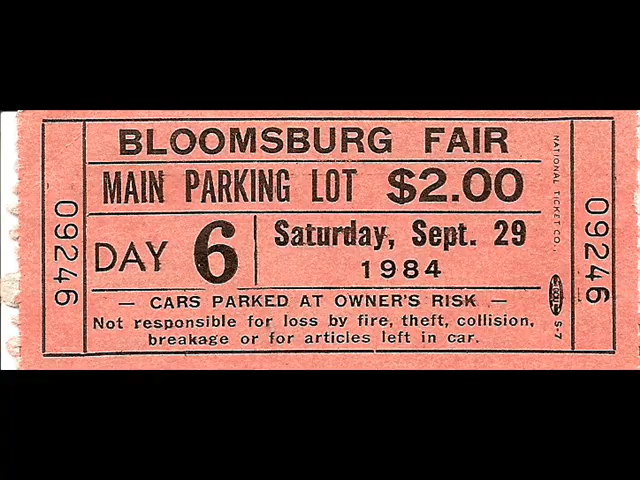 BLOOMSBURG FAIR
MAIN PARKING LOT $2.00
DAY 6
Saturday, Sept. 29
1984
— CARS PARKED AT OWNER'S RISK —
Not responsible for loss by fire, theft, collision,
breakage or for articles left in car.
09246
09246
NATIONAL TICKET CO.,
S-7